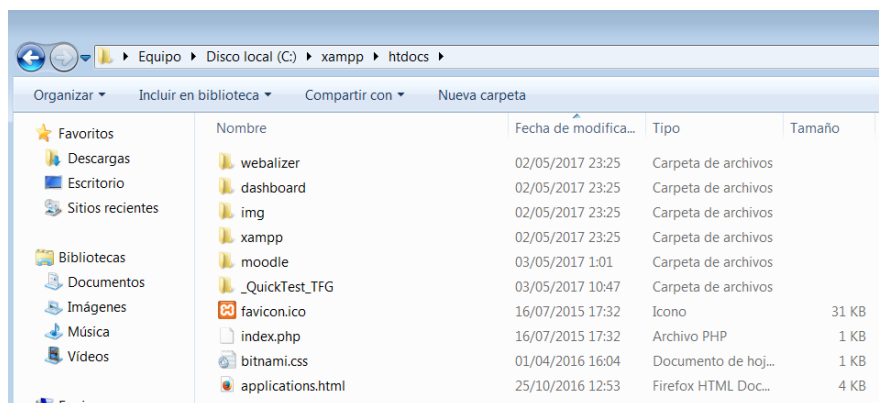 Equipo Disco local (C:) xampp htdocs
Organizar Incluir en biblioteca Compartir con Nueva carpeta
Favoritos
Descargas
Escritorio
Sitios recientes
Bibliotecas
Documentos
Imágenes
Música
Vídeos
Nombre Fecha de modifica... Tipo Tamaño
webalizer 02/05/2017 23:25 Carpeta de archivos
dashboard 02/05/2017 23:25 Carpeta de archivos
img 02/05/2017 23:25 Carpeta de archivos
xampp 02/05/2017 23:25 Carpeta de archivos
moodle 03/05/2017 1:01 Carpeta de archivos
_QuickTest_TFG 03/05/2017 10:47 Carpeta de archivos
favicon.ico 16/07/2015 17:32 Icono 31 KB
index.php 16/07/2015 17:32 Archivo PHP 1 KB
bitnami.css 01/04/2016 16:04 Documento de hoj... 1 KB
applications.html 25/10/2016 12:53 Firefox HTML Doc... 4 KB